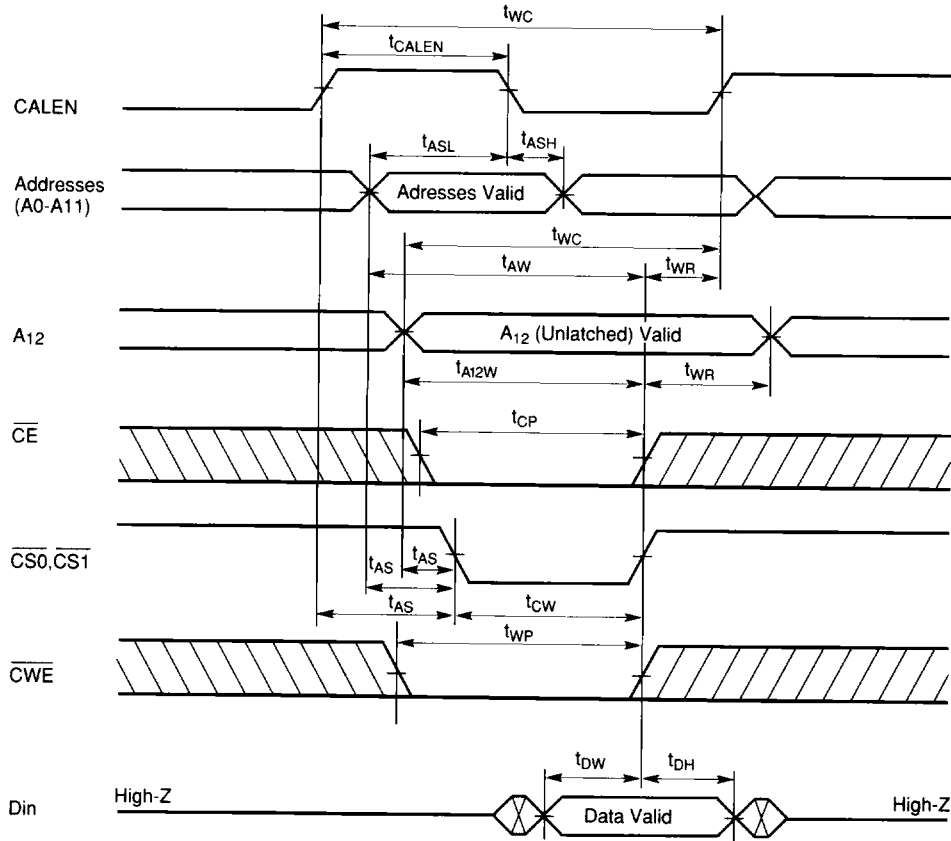 tWC
tCALEN
CALEN
tASL
tASH
Addresses
(A0-A11)
Adresses Valid
tWC
tAW
tWR
A12
A12 (Unlatched) Valid
tA12W
tWR
CE
tCP
CS0,CS1
tAS
tAS
tAS
tCW
tWP
CWE
tDW
tDH
Din
High-Z
Data Valid
High-Z